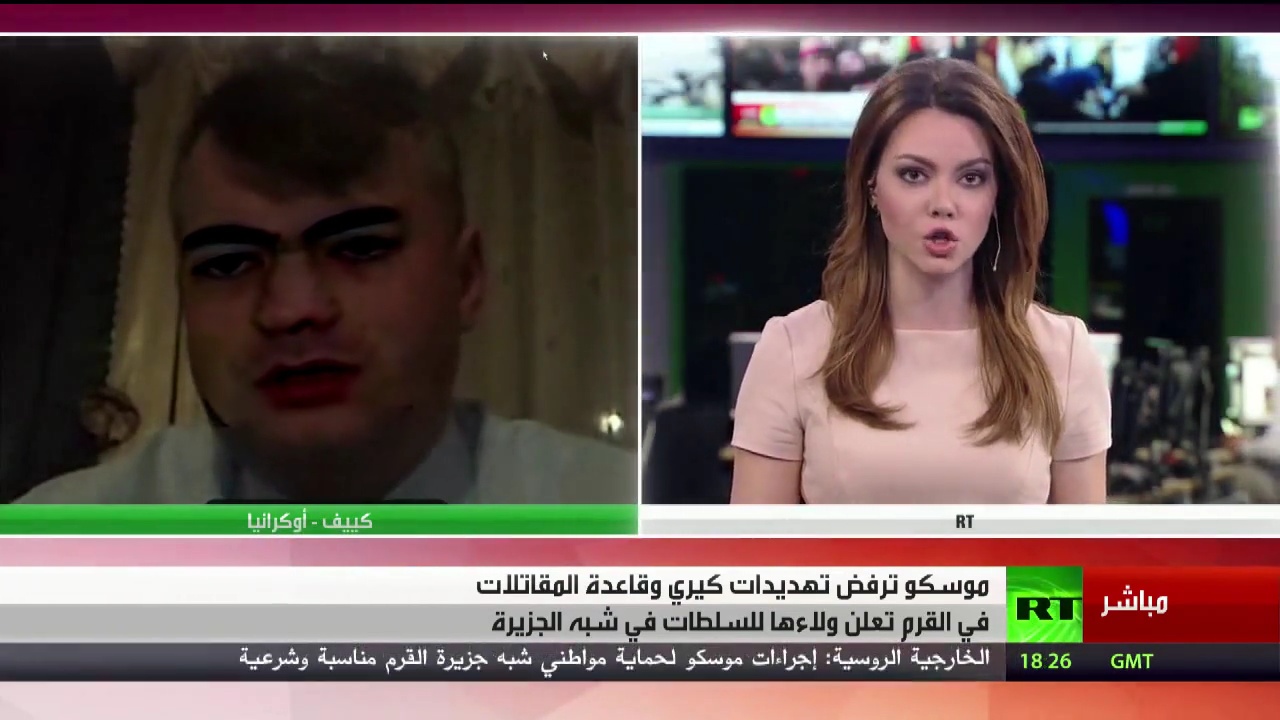 كييف - أوكرانيا
RT
موسكو ترفض تهديدات كيري وقاعدة المقاتلات
في القرم تعلن ولاءها للسلطات في شبه الجزيرة
RT
مباشر
الخارجية الروسية: إجراءات موسكو لحماية مواطني شبه جزيرة القرم مناسبة وشرعية
18:26 GMT